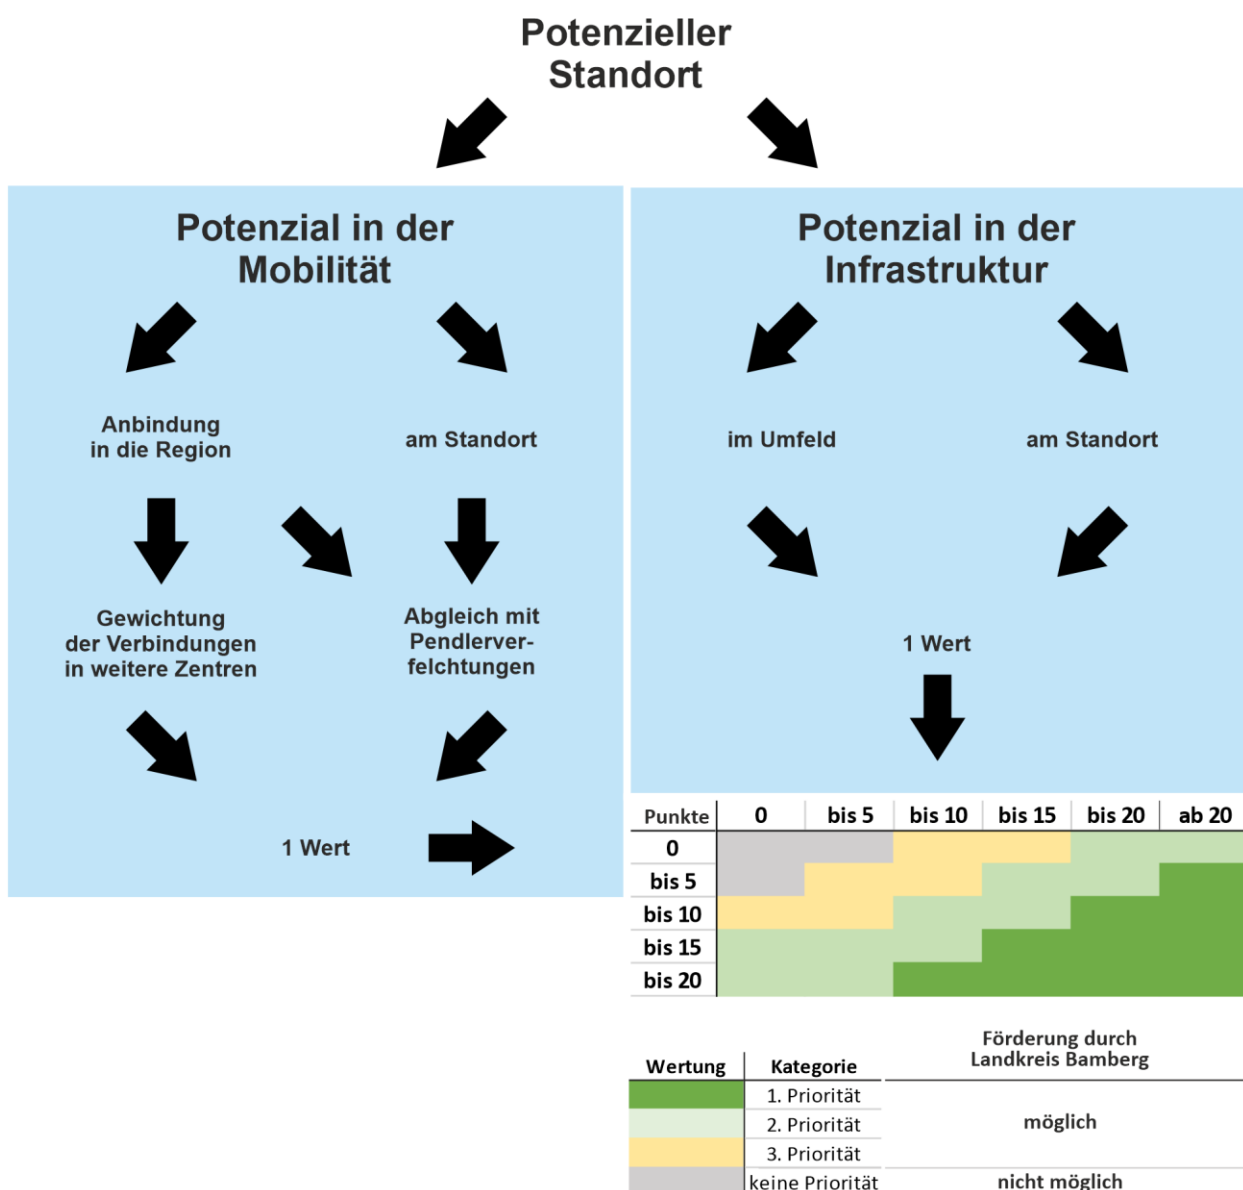 Potenzieller
Standort
Potenzial in der
Mobilität
Anbindung
in die Region
am Standort
Gewichtung
der Verbindungen
in weitere Zentren
Abgleich mit
Pendlerver-
felchtungen
1 Wert
Potenzial in der
Infrastruktur
im Umfeld
am Standort
1 Wert
Punkte 0 bis 5 bis 10 bis 15 bis 20 ab 20
0
bis 5
bis 10
bis 15
bis 20
Förderung durch
Landkreis Bamberg
Wertung Kategorie
1. Priorität
2. Priorität möglich
3. Priorität
keine Priorität nicht möglich